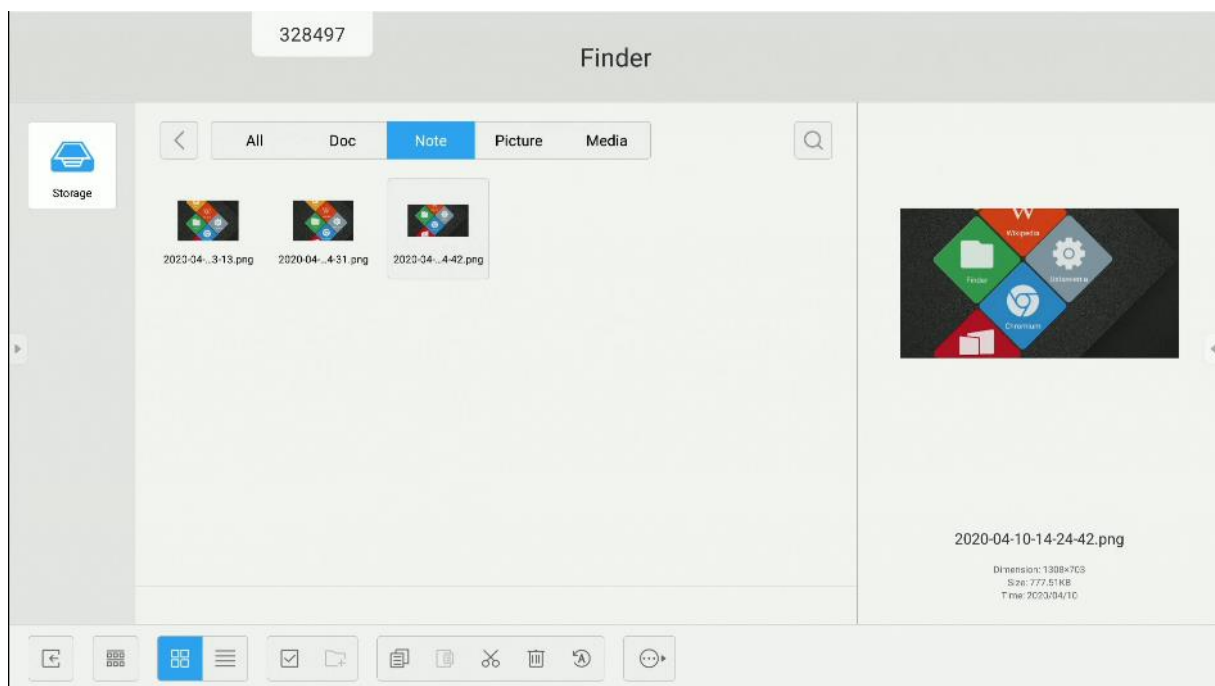 328497
Finder
Storage
All
Doc
Note
Picture
Media
2020-04-...3-13.png
2020-04-...4-31.png
2020-04-...4-42.png
Wikipedia
Finder
Chromium
2020-04-10-14-24-42.png
Dimension: 1308×703
Size: 777.51KB
Time: 2020/04/10